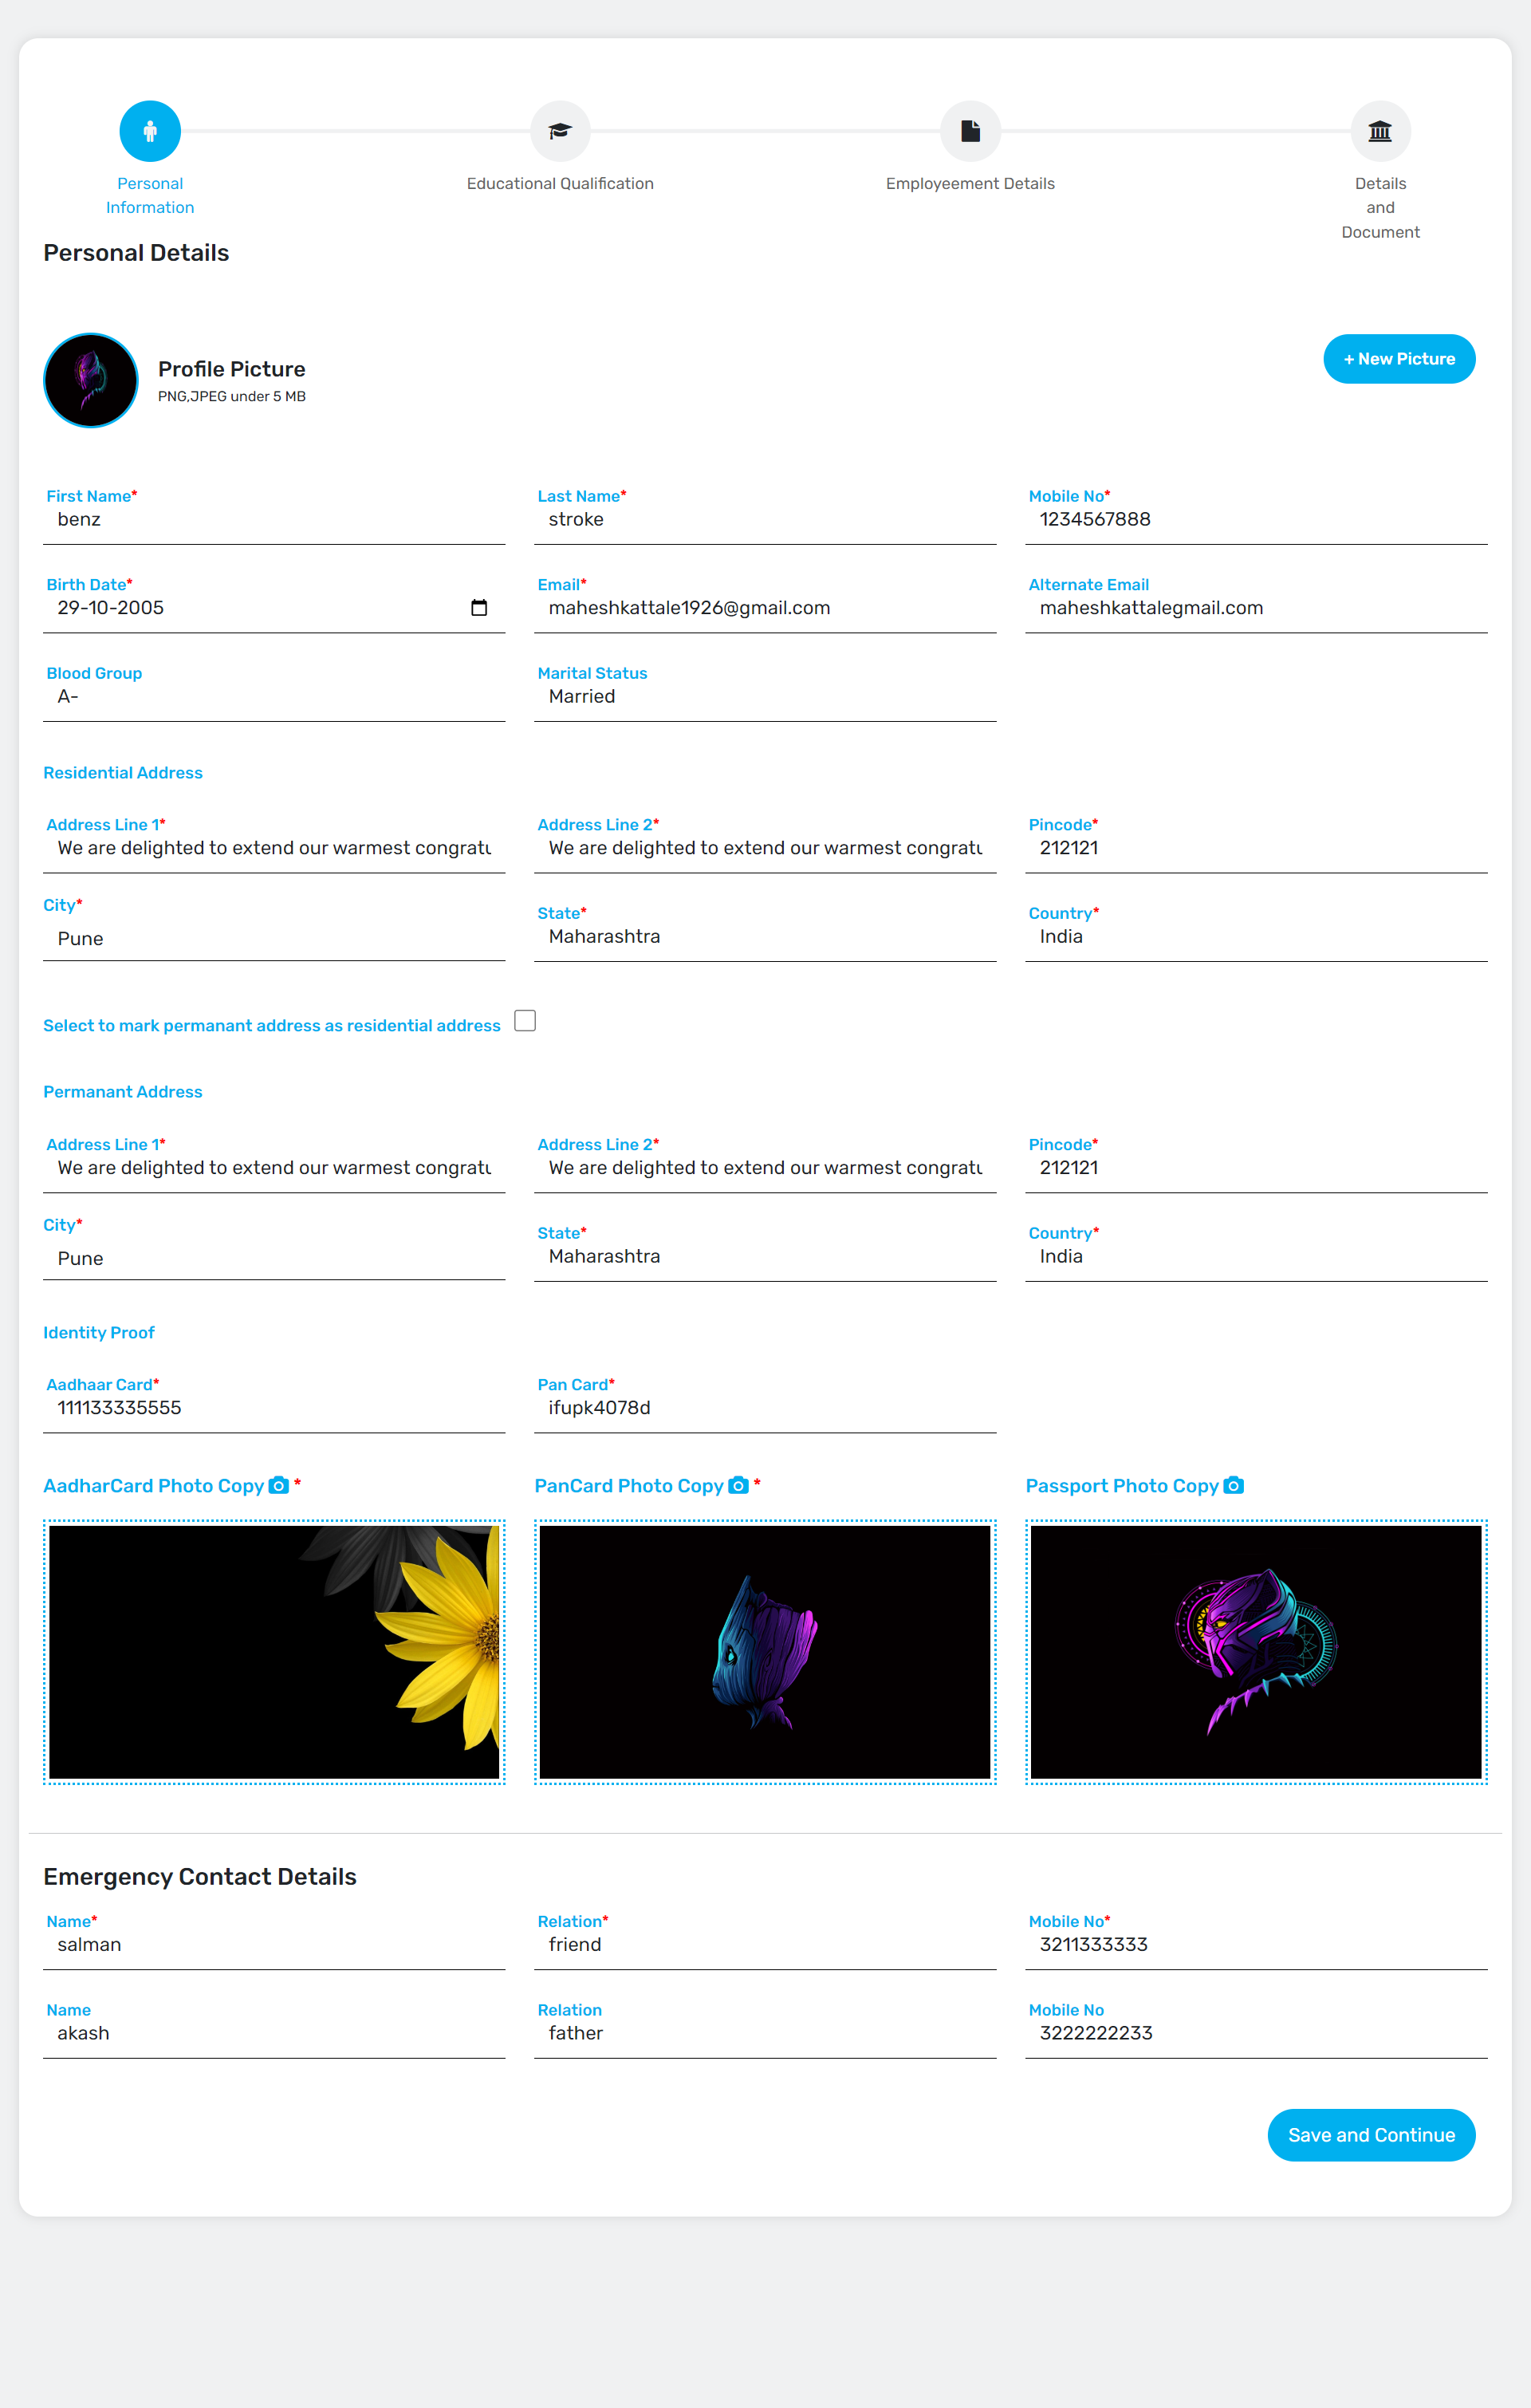 Personal
Information
Educational Qualification
Employeement Details
Details
and
Document
Personal Details
Profile Picture
PNG,JPEG under 5 MB
+ New Picture
First Name*
benz
Last Name*
stroke
Mobile No*
1234567888
Birth Date*
29-10-2005
Email*
maheshkattale1926@gmail.com
Alternate Email
maheshkattalegmail.com
Blood Group
A-
Marital Status
Married
Residential Address
Address Line 1*
We are delighted to extend our warmest congratu
Address Line 2*
We are delighted to extend our warmest congratu
Pincode*
212121
City*
Pune
State*
Maharashtra
Country*
India
Select to mark permanant address as residential address
Permanant Address
Address Line 1*
We are delighted to extend our warmest congratu
Address Line 2*
We are delighted to extend our warmest congratu
Pincode*
212121
City*
Pune
State*
Maharashtra
Country*
India
Identity Proof
Aadhaar Card*
111133335555
Pan Card*
ifupk4078d
AadharCard Photo Copy *
PanCard Photo Copy *
Passport Photo Copy
Emergency Contact Details
Name*
salman
Relation*
friend
Mobile No*
3211333333
Name
akash
Relation
father
Mobile No
3222222233
Save and Continue